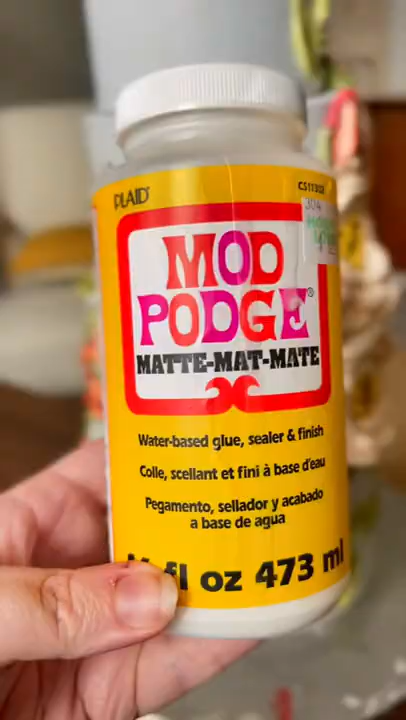 PLAID®
CS11302
304
MOD
PODGE®
MATTE-MAT-MATE
Water-based glue, sealer & finish
Colle, scellant et fini à base d'eau
Pegamento, sellador y acabado
a base de agua
fl oz 473 ml